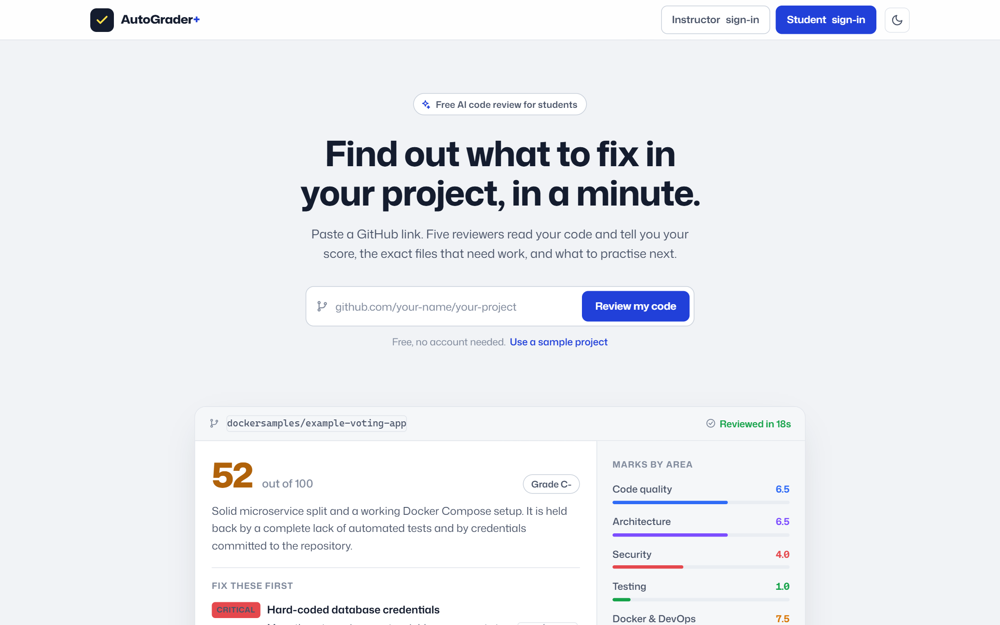 AutoGrader+
Instructor sign-in
Student sign-in
Free AI code review for students
Find out what to fix in
your project, in a minute.
Paste a GitHub link. Five reviewers read your code and tell you your
score, the exact files that need work, and what to practise next.
github.com/your-name/your-project
Review my code
Free, no account needed. Use a sample project
dockersamples/example-voting-app
Reviewed in 18s
52 out of 100
Grade C-
Solid microservice split and a working Docker Compose setup. It is held
back by a complete lack of automated tests and by credentials
committed to the repository.
FIX THESE FIRST
CRITICAL Hard-coded database credentials
MARKS BY AREA
Code quality 6.5
Architecture 6.5
Security 4.0
Testing 1.0
Docker & DevOps 7.5